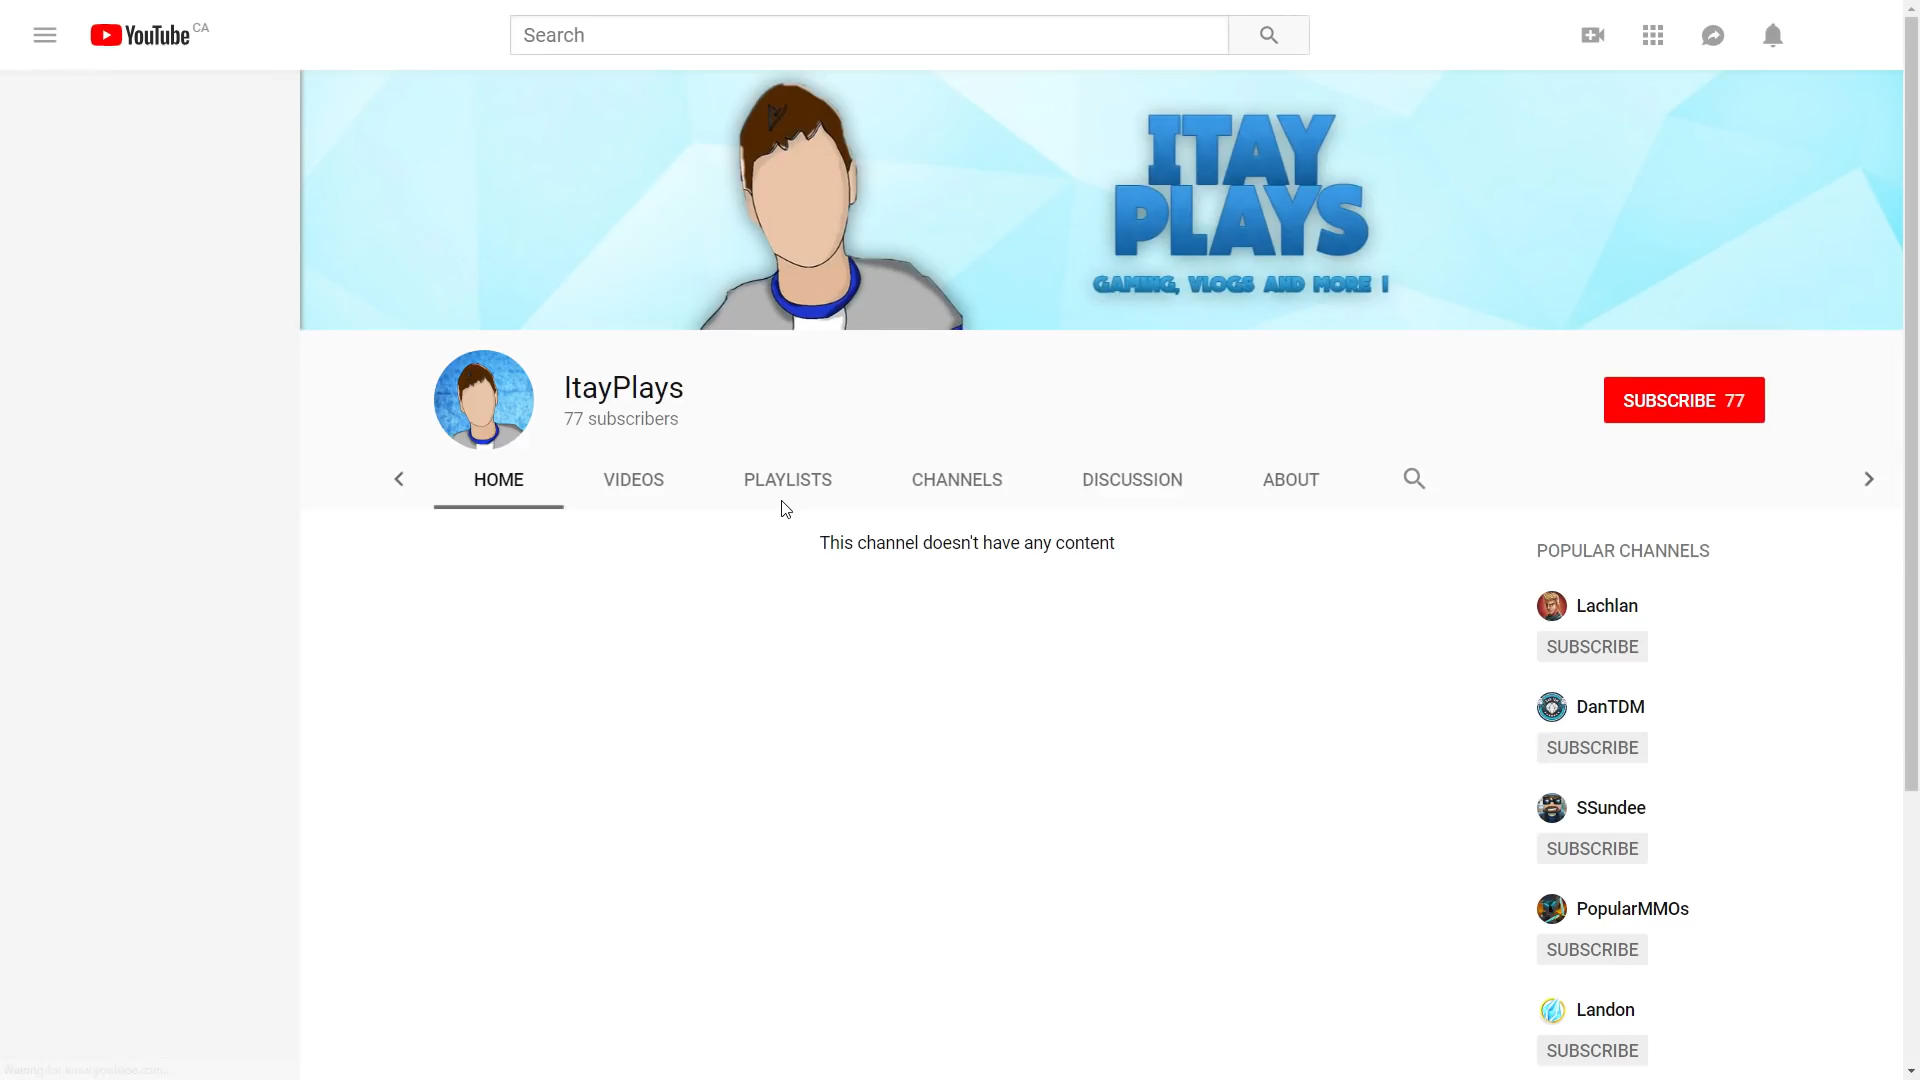 YouTube CA
Search
ITAY
PLAYS
GAMING, VLOGS AND MORE !
ItayPlays
77 subscribers
SUBSCRIBE 77
HOME VIDEOS PLAYLISTS CHANNELS DISCUSSION ABOUT
This channel doesn't have any content
POPULAR CHANNELS
Lachlan
SUBSCRIBE
DanTDM
SUBSCRIBE
SSundee
SUBSCRIBE
PopularMMOs
SUBSCRIBE
Landon
SUBSCRIBE